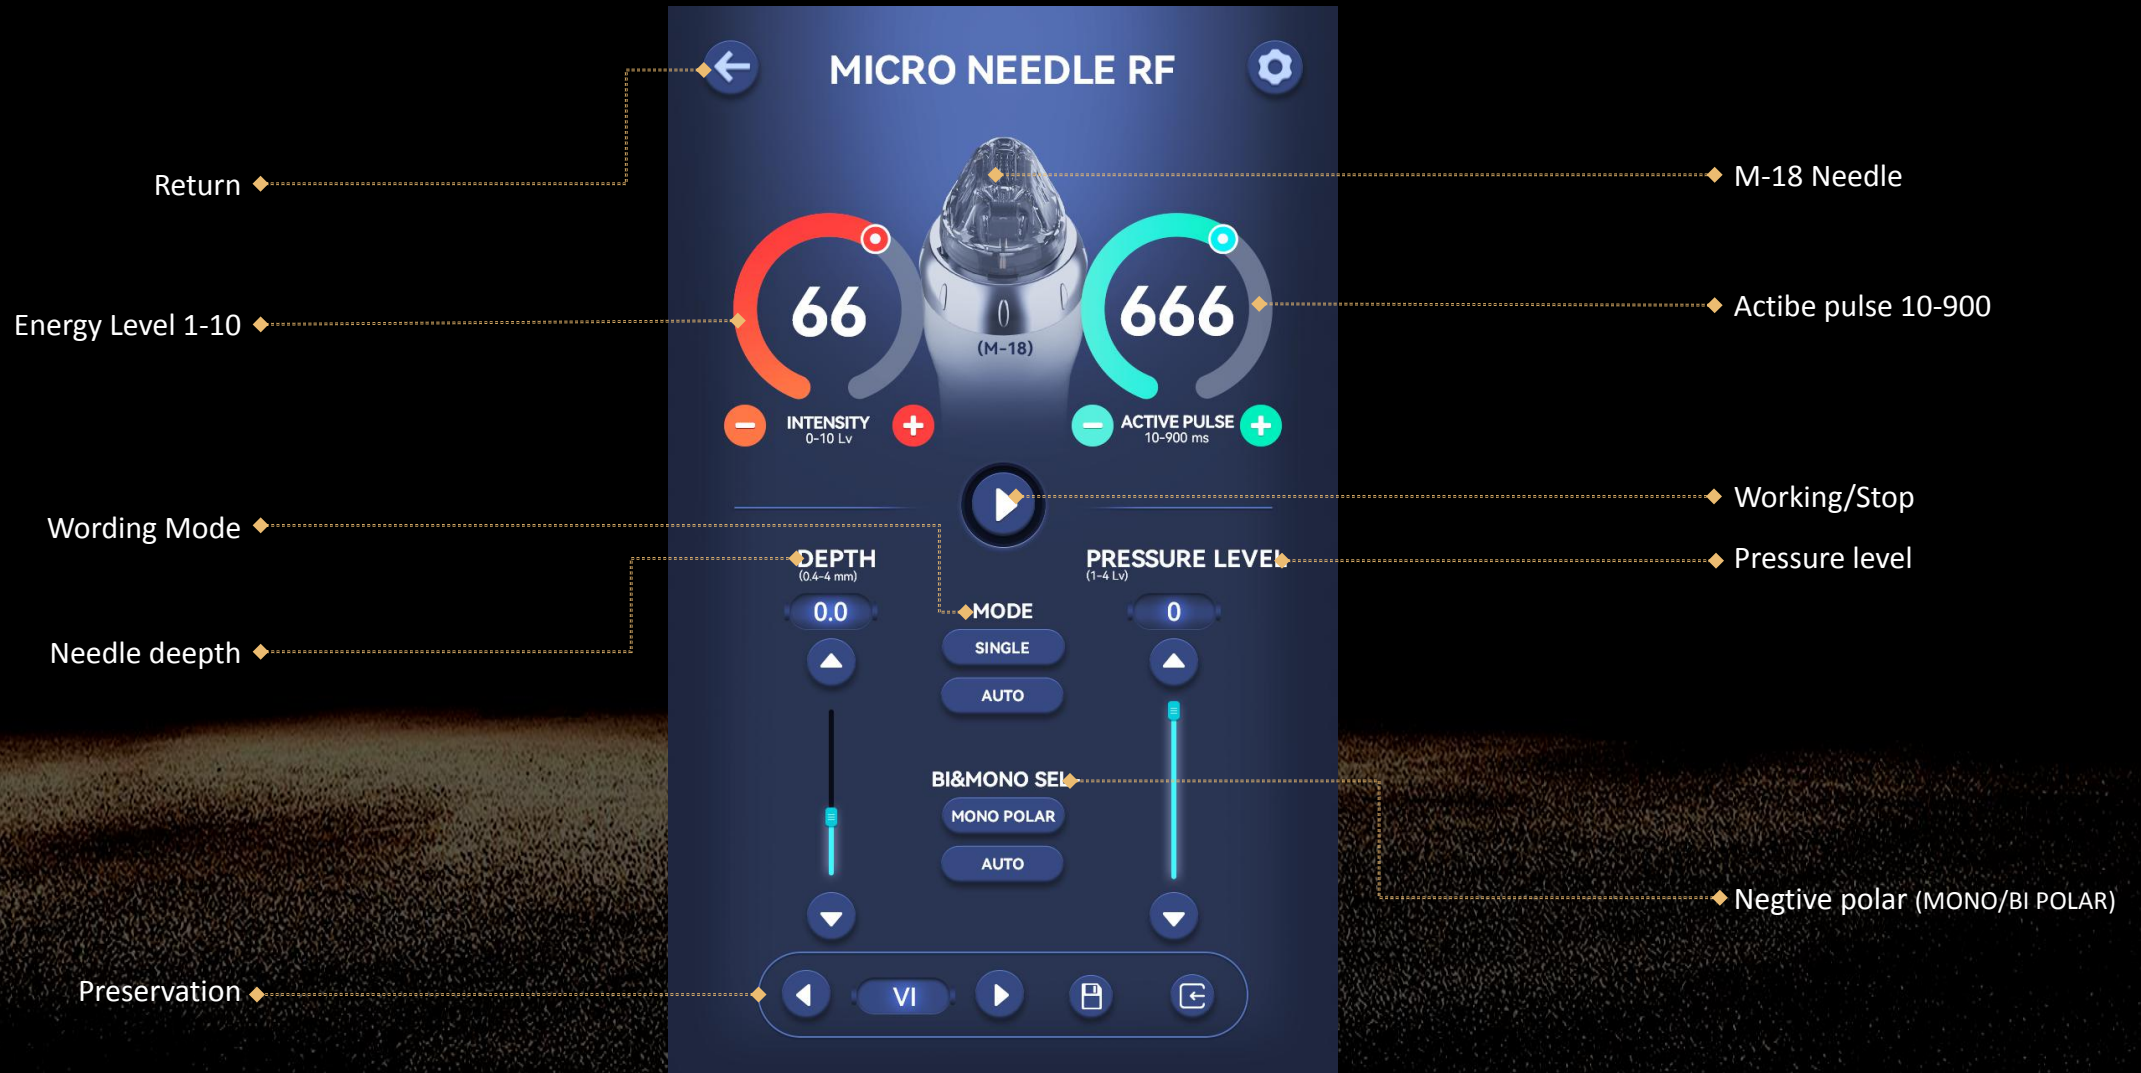 MICRO NEEDLE RF
Return
M-18 Needle
Energy Level 1-10
66
666
Actibe pulse 10-900
(M-18)
INTENSITY
0-10 Lv
ACTIVE PULSE
10-900 ms
Working/Stop
Wording Mode
DEPTH
(0.4-4 mm)
PRESSURE LEVEL
(1-4 Lv)
Pressure level
0.0
MODE
0
SINGLE
Needle deepth
AUTO
BI&MONO SEL
MONO POLAR
AUTO
Negtive polar (MONO/BI POLAR)
Preservation
VI